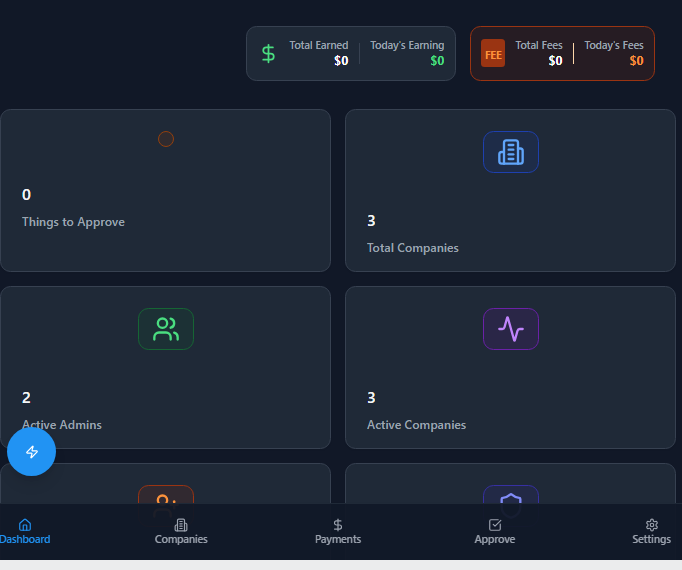 Total Earned
$0
Today's Earning
$0
FEE
Total Fees
$0
Today's Fees
$0
0
Things to Approve
3
Total Companies
2
Active Admins
3
Active Companies
Dashboard
Companies
Payments
Approve
Settings